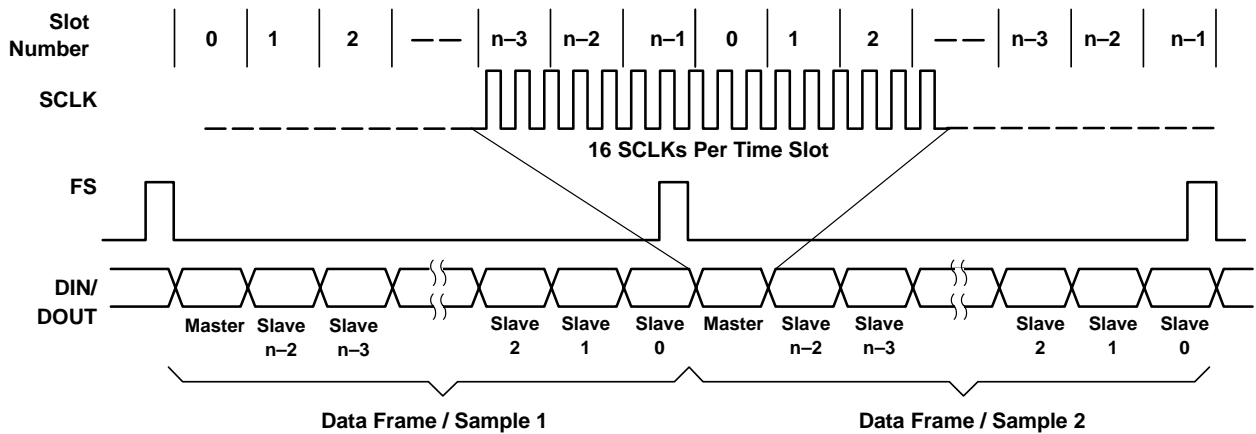 Slot
Number
0 1 2 n–3 n–2 n–1 0 1 2 n–3 n–2 n–1
SCLK
16 SCLKs Per Time Slot
FS
DIN/
DOUT
Master Slave Slave Slave Slave Slave Master Slave Slave Slave Slave Slave
n–2 n–3 2 1 0 n–2 n–3 2 1 0
Data Frame / Sample 1 Data Frame / Sample 2